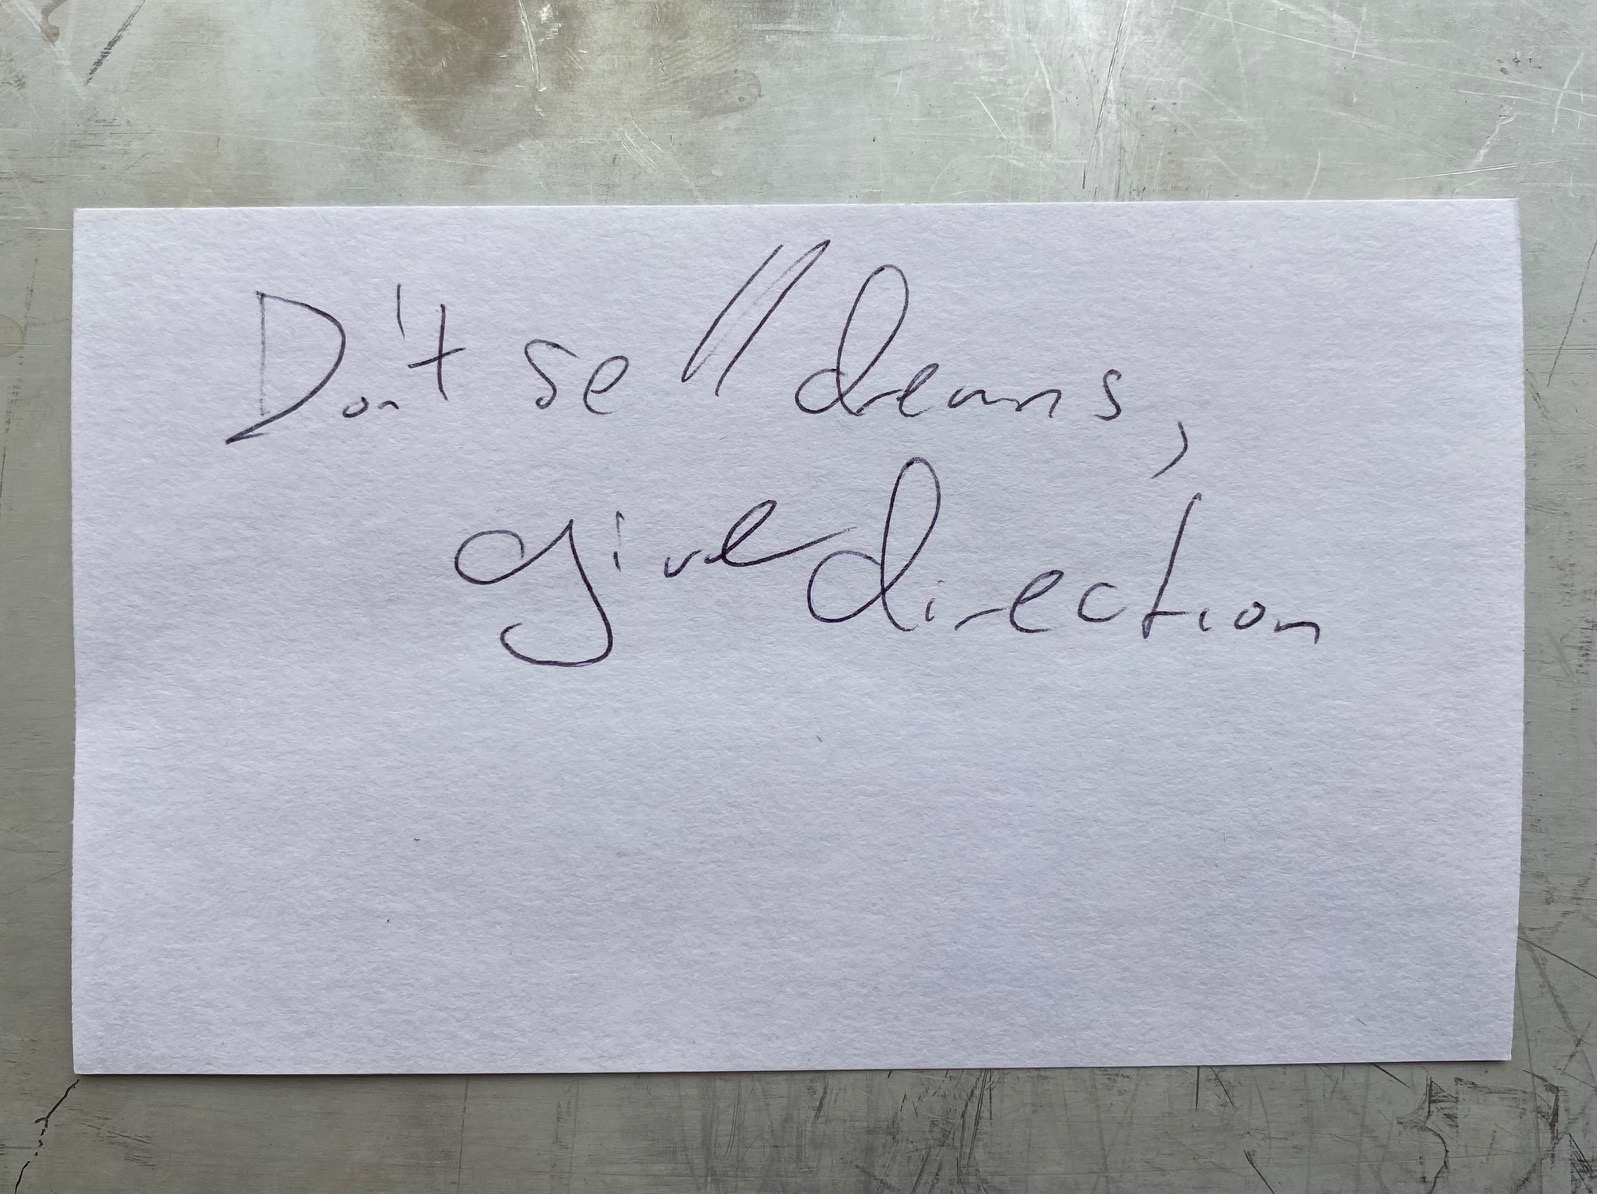 Don't sell dreams,
give direction